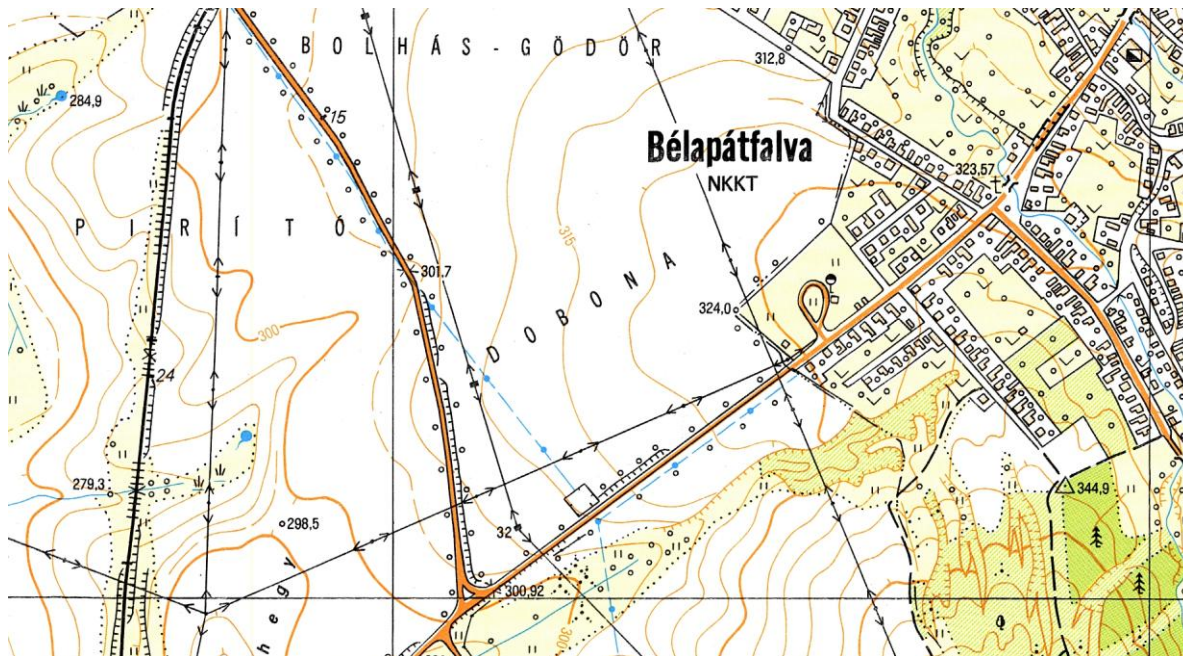 BOLHÁS-GÖDÖR
312,8
284,9
15
Bélapátfalva
NKKT
323,57
PIRÍTÓ
315
301,7
DOBONA
324,0
300
24
279,3
344,9
298,5
32
300,92
300
hegy